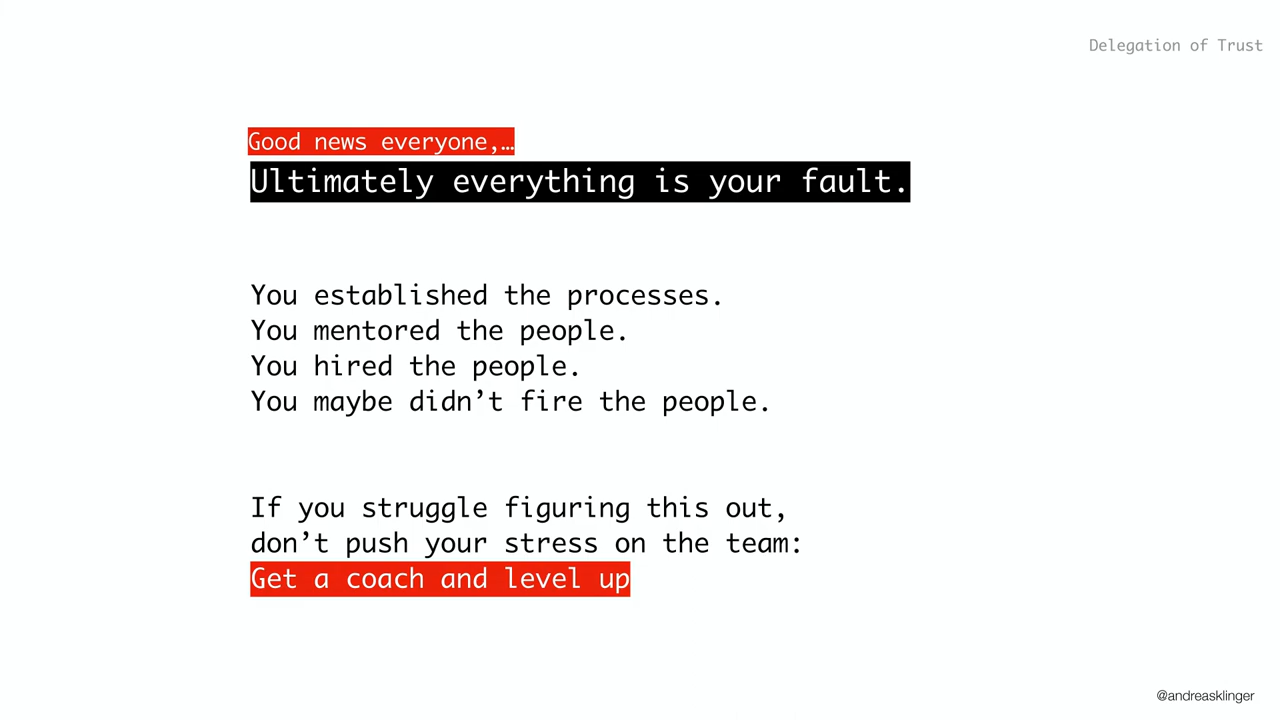 Delegation of Trust
Good news everyone,…
Ultimately everything is your fault.
You established the processes.
You mentored the people.
You hired the people.
You maybe didn’t fire the people.
If you struggle figuring this out,
don’t push your stress on the team:
Get a coach and level up
@andreasklinger